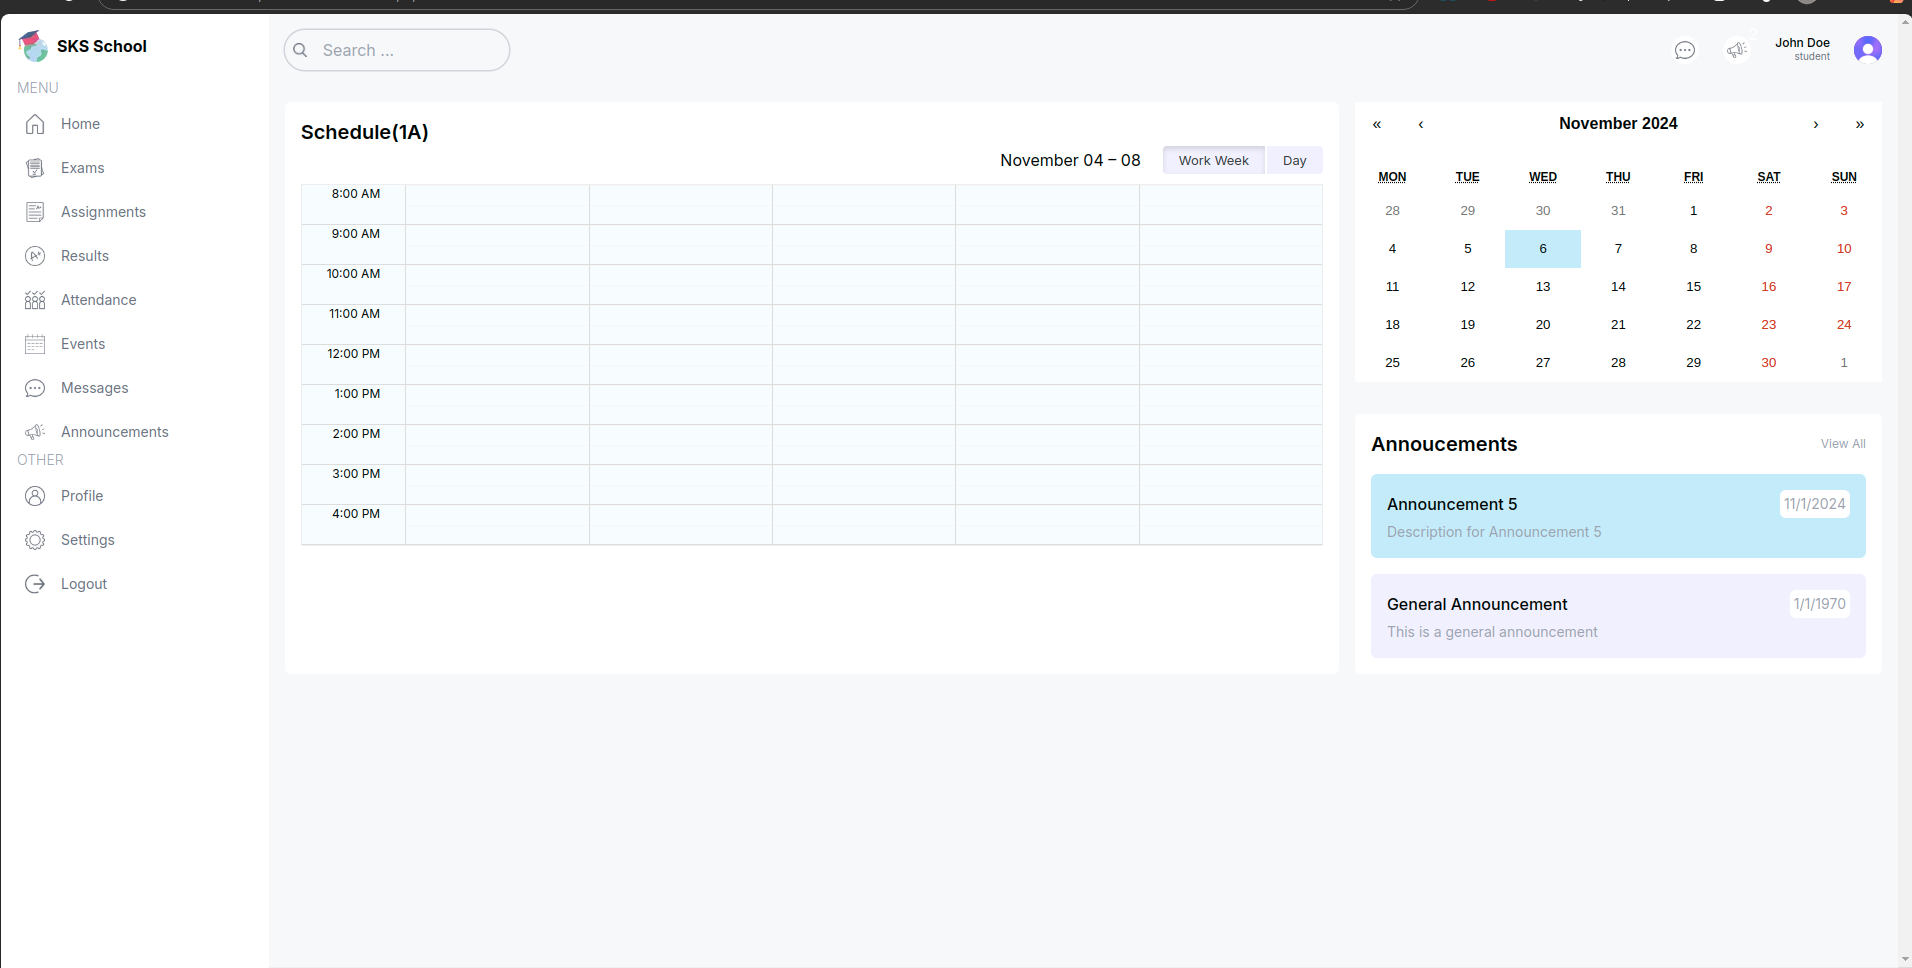 SKS School
MENU
Home
Exams
Assignments
Results
Attendance
Events
Messages
Announcements
OTHER
Profile
Settings
Logout
Search ...
John Doe
student
Schedule(1A)
November 04 – 08
Work Week Day
8:00 AM
9:00 AM
10:00 AM
11:00 AM
12:00 PM
1:00 PM
2:00 PM
3:00 PM
4:00 PM
« ‹ November 2024 › »
MON TUE WED THU FRI SAT SUN
28 29 30 31 1 2 3
4 5 6 7 8 9 10
11 12 13 14 15 16 17
18 19 20 21 22 23 24
25 26 27 28 29 30 1
Annoucements View All
Announcement 5 11/1/2024
Description for Announcement 5
General Announcement 1/1/1970
This is a general announcement